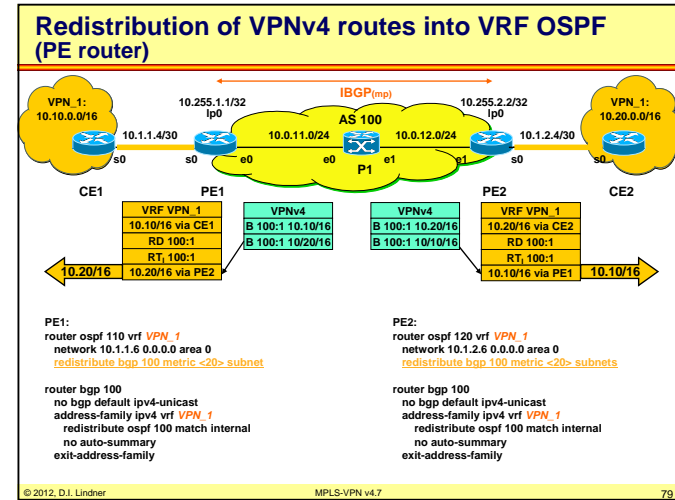 Redistribution of VPNv4 routes into VRF OSPF
(PE router)
IBGP(mp)
VPN_1:
10.10.0.0/16
10.255.1.1/32
lp0
AS 100
10.255.2.2/32
lp0
VPN_1:
10.20.0.0/16
10.1.1.4/30
10.0.11.0/24
10.0.12.0/24
10.1.2.4/30
s0
s0
e0
e0
e1
e1
s0
s0
P1
CE1
PE1
PE2
CE2
VRF VPN_1
10.10/16 via CE1
RD 100:1
RTI 100:1
10.20/16 via PE2
VPNv4
B 100:1 10.10/16
B 100:1 10/20/16
VPNv4
B 100:1 10.20/16
B 100:1 10/10/16
VRF VPN_1
10.20/16 via CE2
RD 100:1
RTI 100:1
10.10/16 via PE1
10.20/16
10.10/16
PE1:
router ospf 110 vrf VPN_1
network 10.1.1.6 0.0.0.0 area 0
redistribute bgp 100 metric <20> subnet
router bgp 100
no bgp default ipv4-unicast
address-family ipv4 vrf VPN_1
redistribute ospf 100 match internal
no auto-summary
exit-address-family
PE2:
router ospf 120 vrf VPN_1
network 10.1.2.6 0.0.0.0 area 0
redistribute bgp 100 metric <20> subnets
router bgp 100
no bgp default ipv4-unicast
address-family ipv4 vrf VPN_1
redistribute ospf 100 match internal
no auto-summary
exit-address-family
© 2012, D.I. Lindner
MPLS-VPN v4.7
79